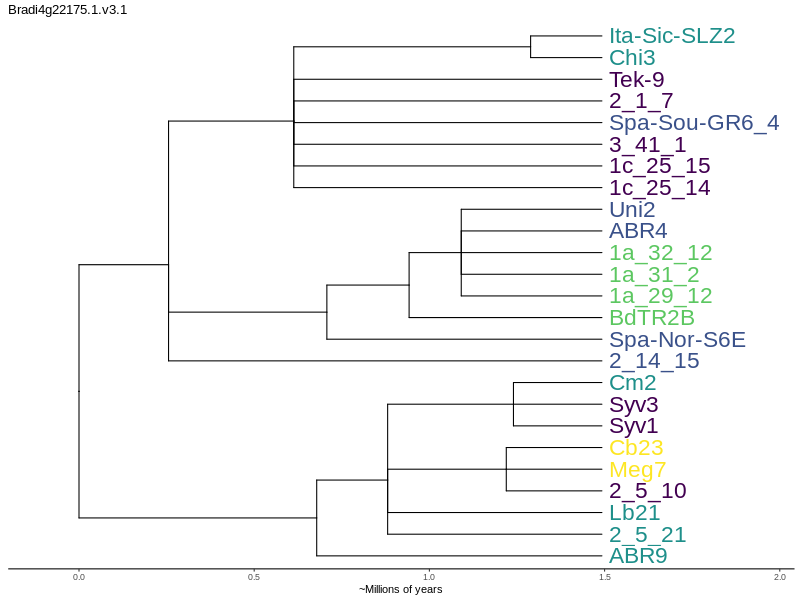 Bradi4g22175.1.v3.1
Ita-Sic-SLZ2
Chi3
Tek-9
2_1_7
Spa-Sou-GR6_4
3_41_1
1c_25_15
1c_25_14
Uni2
ABR4
1a_32_12
1a_31_2
1a_29_12
BdTR2B
Spa-Nor-S6E
2_14_15
Cm2
Syv3
Syv1
Cb23
Meg7
2_5_10
Lb21
2_5_21
ABR9
0.0 0.5 1.0 1.5 2.0
~Millions of years